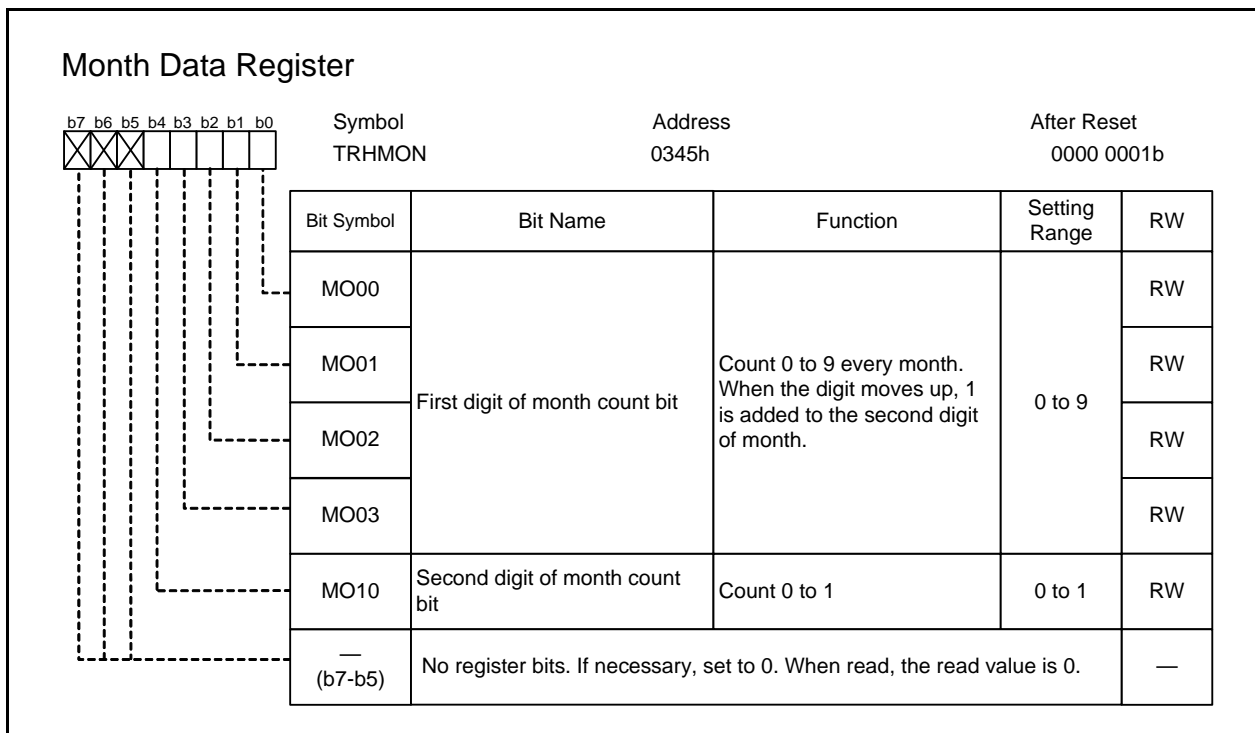 Month Data Register
b7 b6 b5 b4 b3 b2 b1 b0
Symbol Address After Reset
TRHMON 0345h 0000 0001b
Bit Symbol Bit Name Function Setting
Range RW
MO00 RW
MO01 RW
MO02 RW
MO03 RW
First digit of month count bit
Count 0 to 9 every month.
When the digit moves up, 1
is added to the second digit
of month.
0 to 9
MO10 Second digit of month count
bit Count 0 to 1 0 to 1 RW
—
(b7-b5) No register bits. If necessary, set to 0. When read, the read value is 0. —